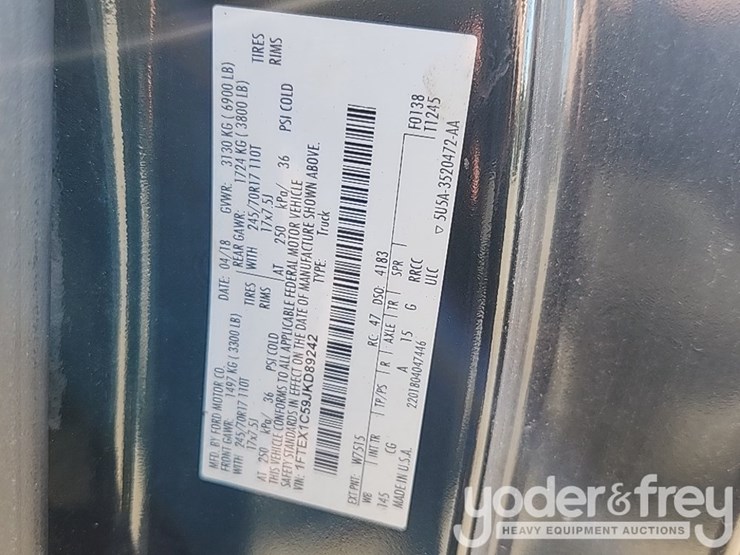 MFD. BY FORD MOTOR CO.
DATE: 04/18 GVWR: 3130 KG ( 6900 LB)
FRONT GAWR: 1497 KG ( 3300 LB) REAR GAWR: 1724 KG ( 3800 LB)
WITH 245/70R17 110T TIRES WITH 245/70R17 110T TIRES
17x7.5J RIMS 17x7.5J RIMS
AT 250 kPa/ 36 PSI COLD AT 250 kPa/ 36 PSI COLD
THIS VEHICLE CONFORMS TO ALL APPLICABLE FEDERAL MOTOR VEHICLE
SAFETY STANDARDS IN EFFECT ON THE DATE OF MANUFACTURE SHOWN ABOVE.
VIN: 1FTEX1C59JKD89242 TYPE: Truck
F0138
T1245
EXT PNT: W7515 RC: 47 DSO: 4183
WB INT TR TP/PS R AXLE TR SPR
145 CG A 15 G RRCC
MADE IN U.S.A. 2201804047446 ULC
▽ 5U5A-3520472-AA
yoder&frey
HEAVY EQUIPMENT AUCTIONS